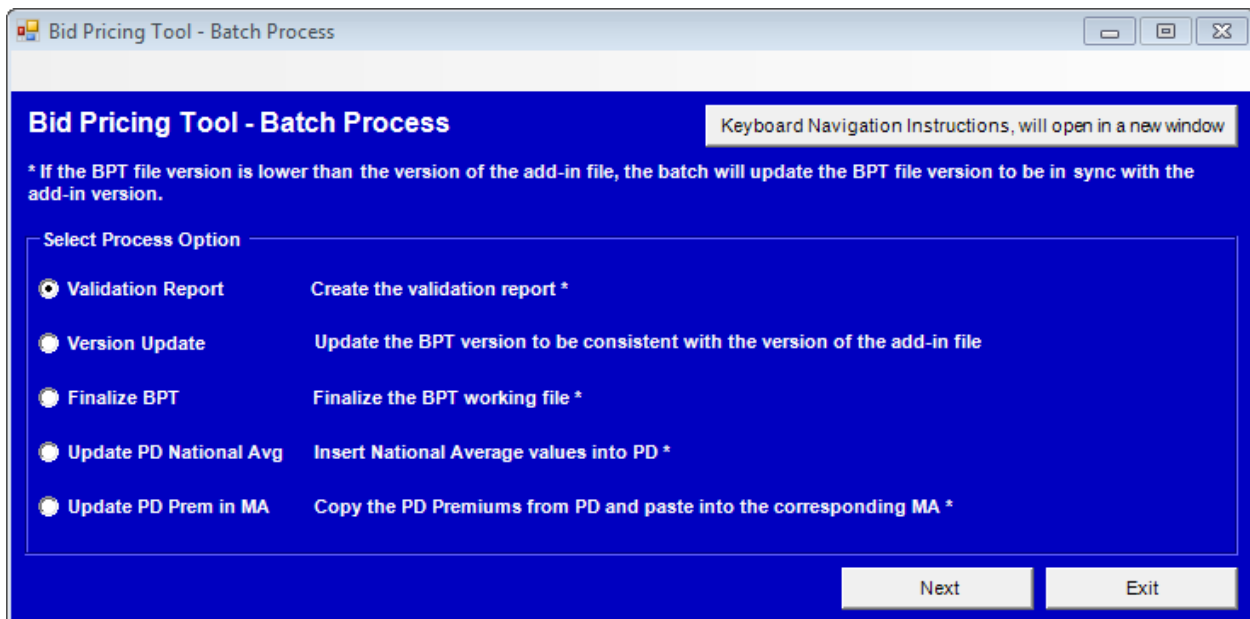 Bid Pricing Tool - Batch Process
Bid Pricing Tool - Batch Process
Keyboard Navigation Instructions, will open in a new window
* If the BPT file version is lower than the version of the add-in file, the batch will update the BPT file version to be in sync with the
add-in version.
Select Process Option
Validation Report Create the validation report *
Version Update Update the BPT version to be consistent with the version of the add-in file
Finalize BPT Finalize the BPT working file *
Update PD National Avg Insert National Average values into PD *
Update PD Prem in MA Copy the PD Premiums from PD and paste into the corresponding MA *
Next Exit